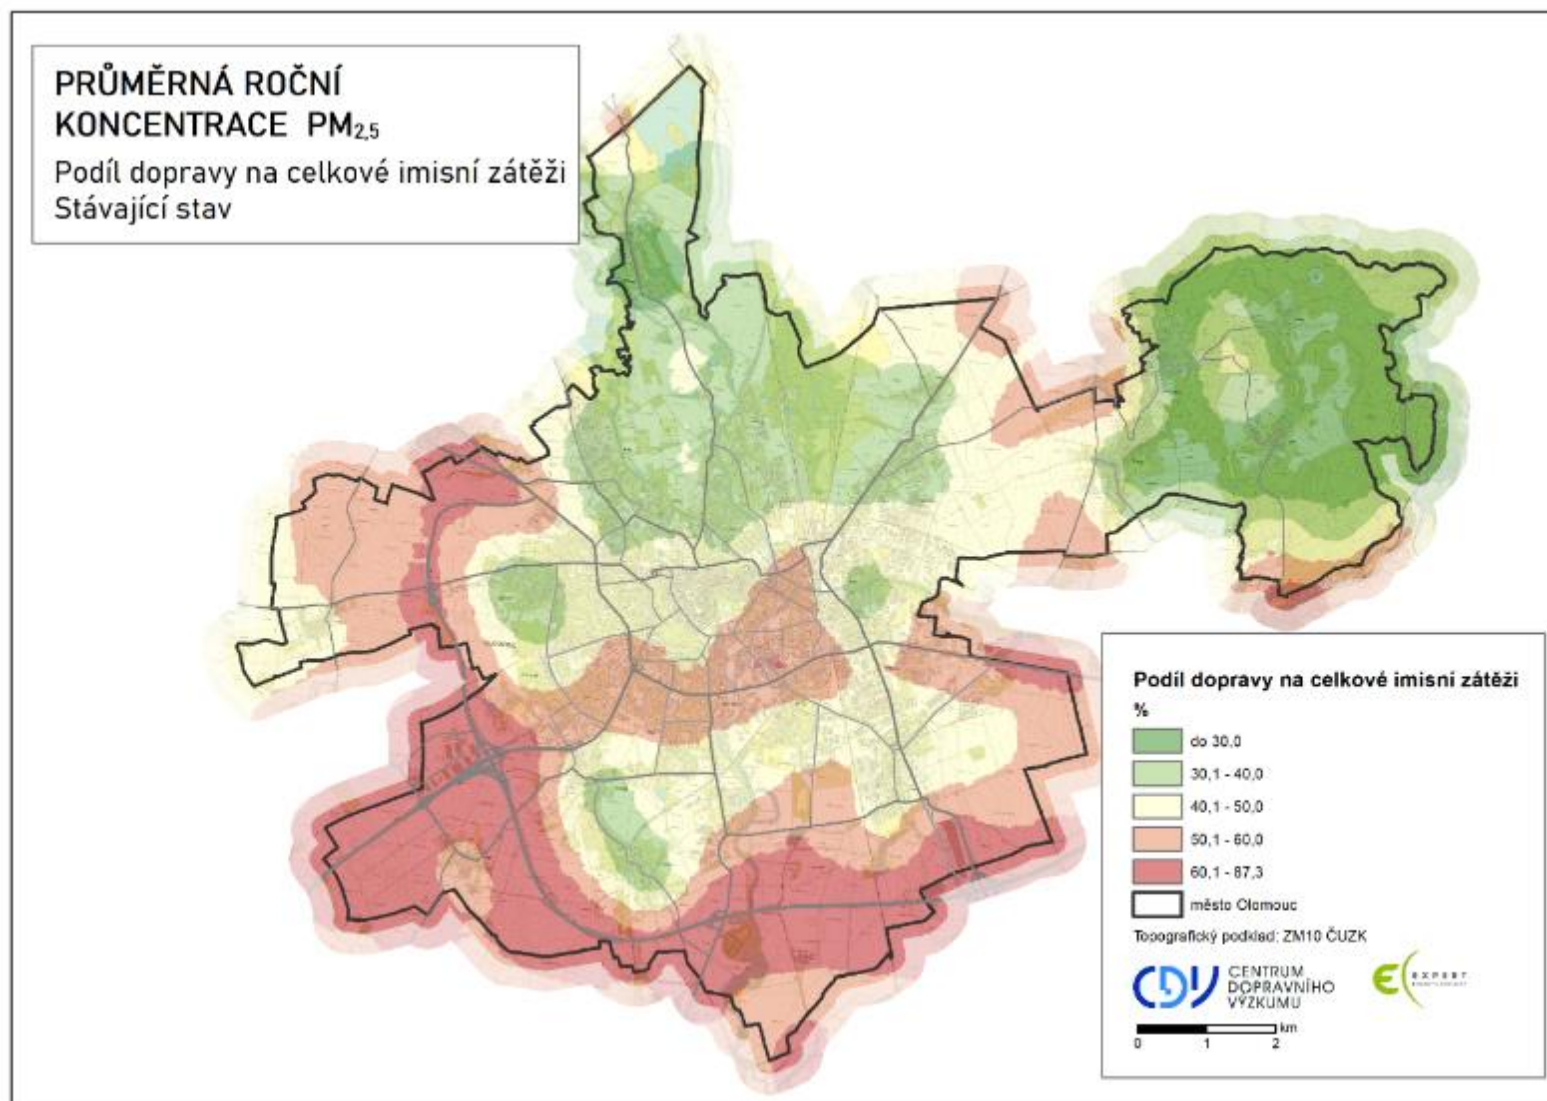 PRŮMĚRNÁ ROČNÍ
KONCENTRACE PM2,5
Podíl dopravy na celkové imisní zátěži
Stávající stav
Podíl dopravy na celkové imisní zátěži
%
do 30,0
30,1 - 40,0
40,1 - 50,0
50,1 - 60,0
60,1 - 87,3
město Olomouc
Topografický podklad: ZM10 ČUZK
CDV CENTRUM
DOPRAVNÍHO
VÝZKUMU
EXPERT
km
0 1 2